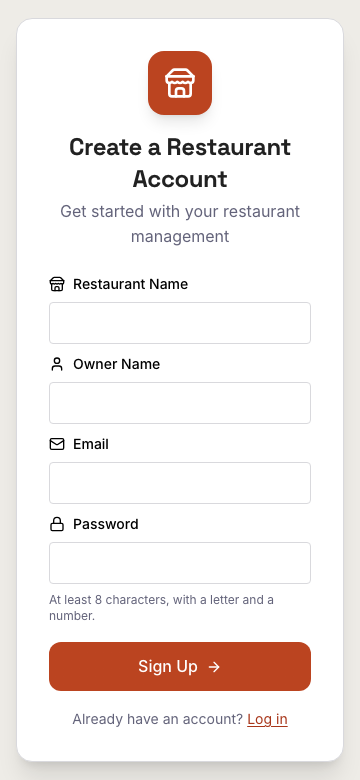 Create a Restaurant
Account
Get started with your restaurant
management
Restaurant Name
Owner Name
Email
Password
At least 8 characters, with a letter and a
number.
Sign Up
Already have an account? Log in